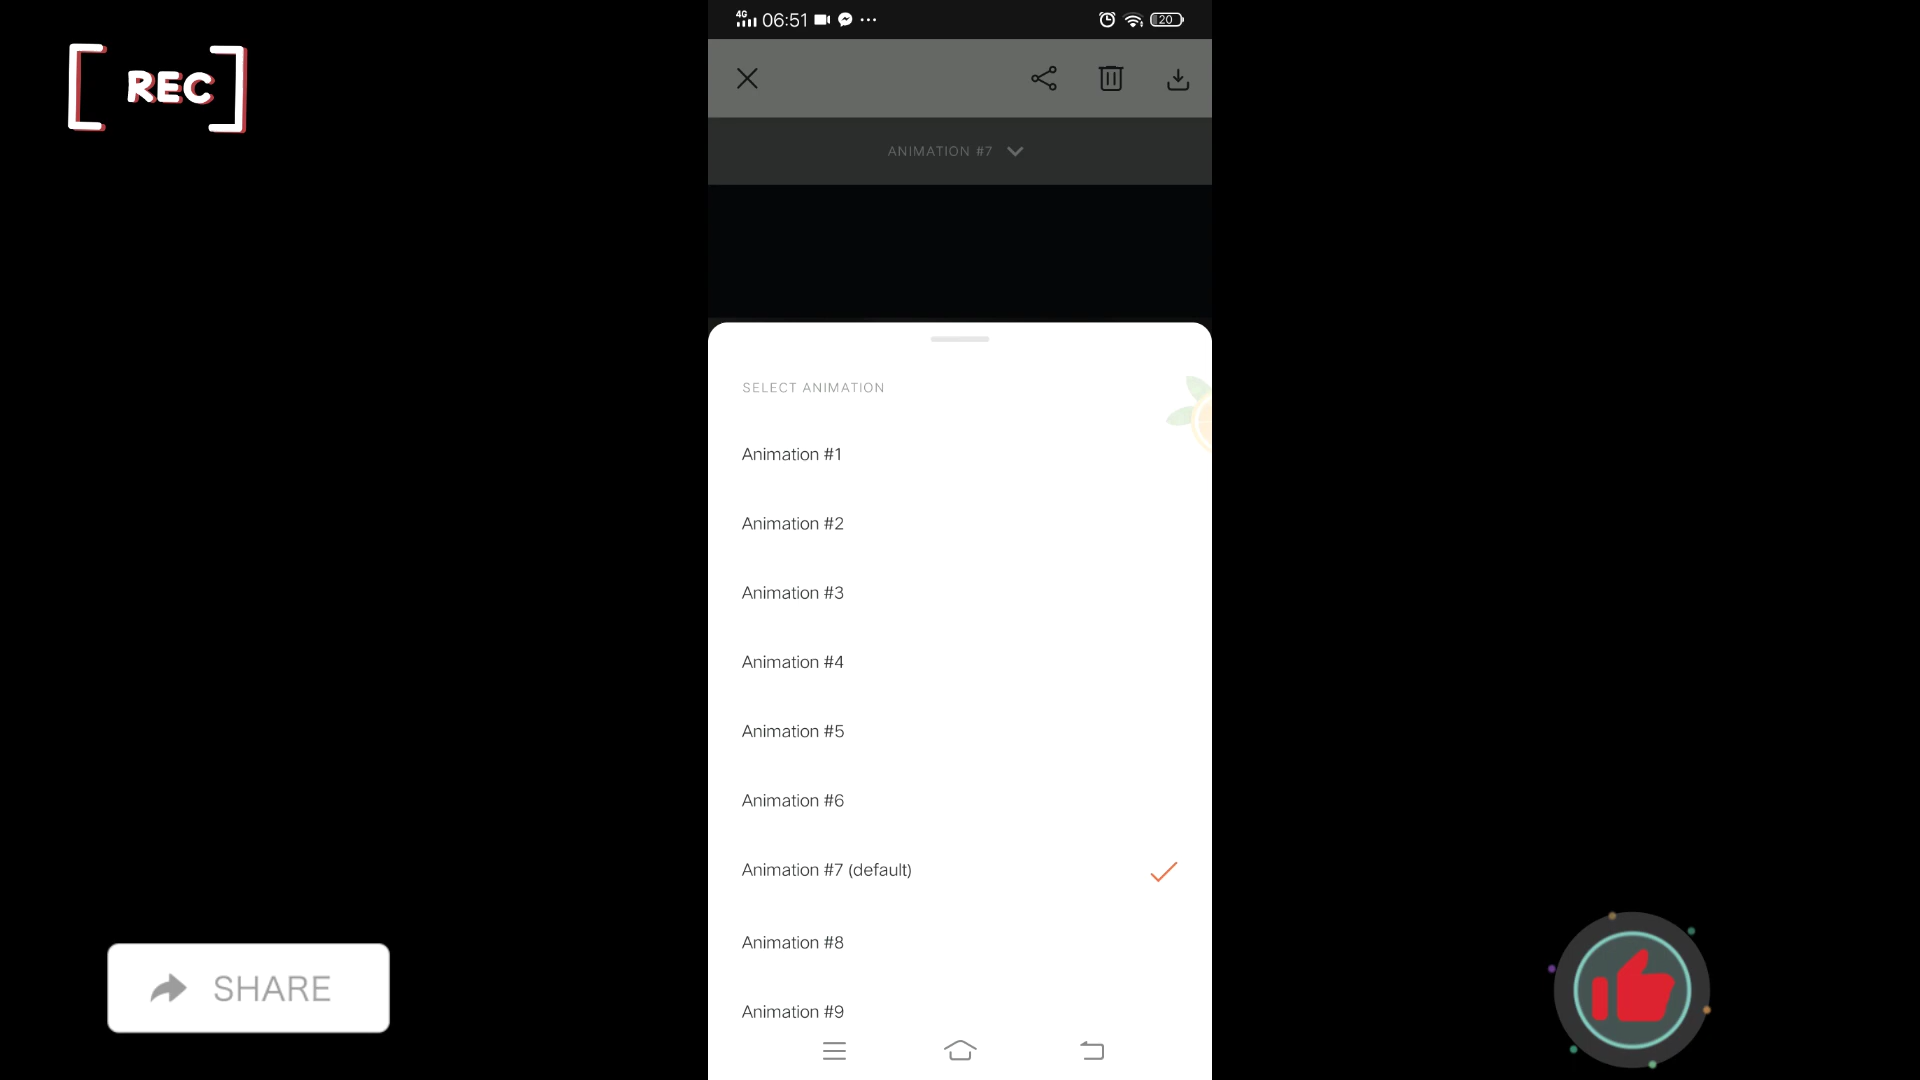 4G 06:51 20
REC
ANIMATION #7
SELECT ANIMATION
Animation #1
Animation #2
Animation #3
Animation #4
Animation #5
Animation #6
Animation #7 (default)
Animation #8
Animation #9
SHARE